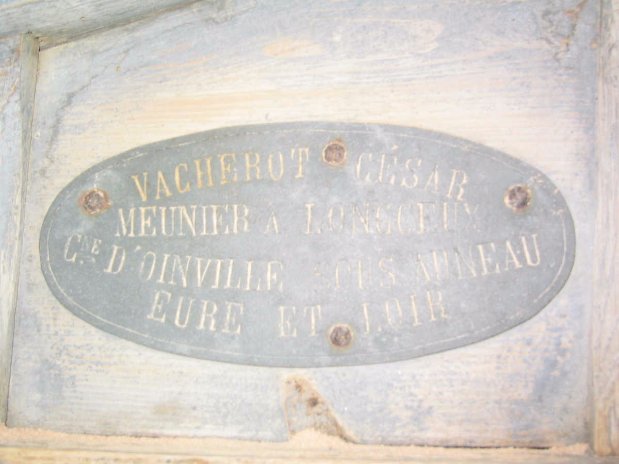 VACHEROT CÉSAR
MEUNIER A LONGCEUX
CNE D'OINVILLE SOUS AUNEAU
EURE ET LOIR